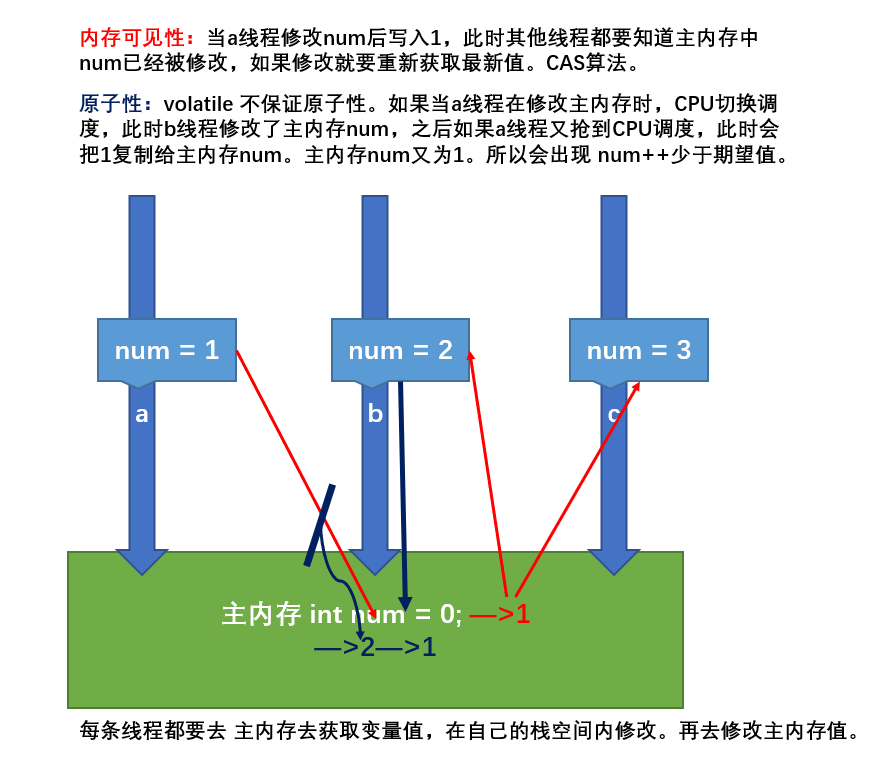 内存可见性：当a线程修改num后写入1，此时其他线程都要知道主内存中
num已经被修改，如果修改就要重新获取最新值。CAS算法。
原子性：volatile 不保证原子性。如果当a线程在修改主内存时，CPU切换调
度，此时b线程修改了主内存num，之后如果a线程又抢到CPU调度，此时会
把1复制给主内存num。主内存num又为1。所以会出现 num++少于期望值。
num = 1
num = 2
num = 3
a
b
c
主内存 int num = 0; —>1
—>2—>1
每条线程都要去 主内存去获取变量值，在自己的栈空间内修改。再去修改主内存值。